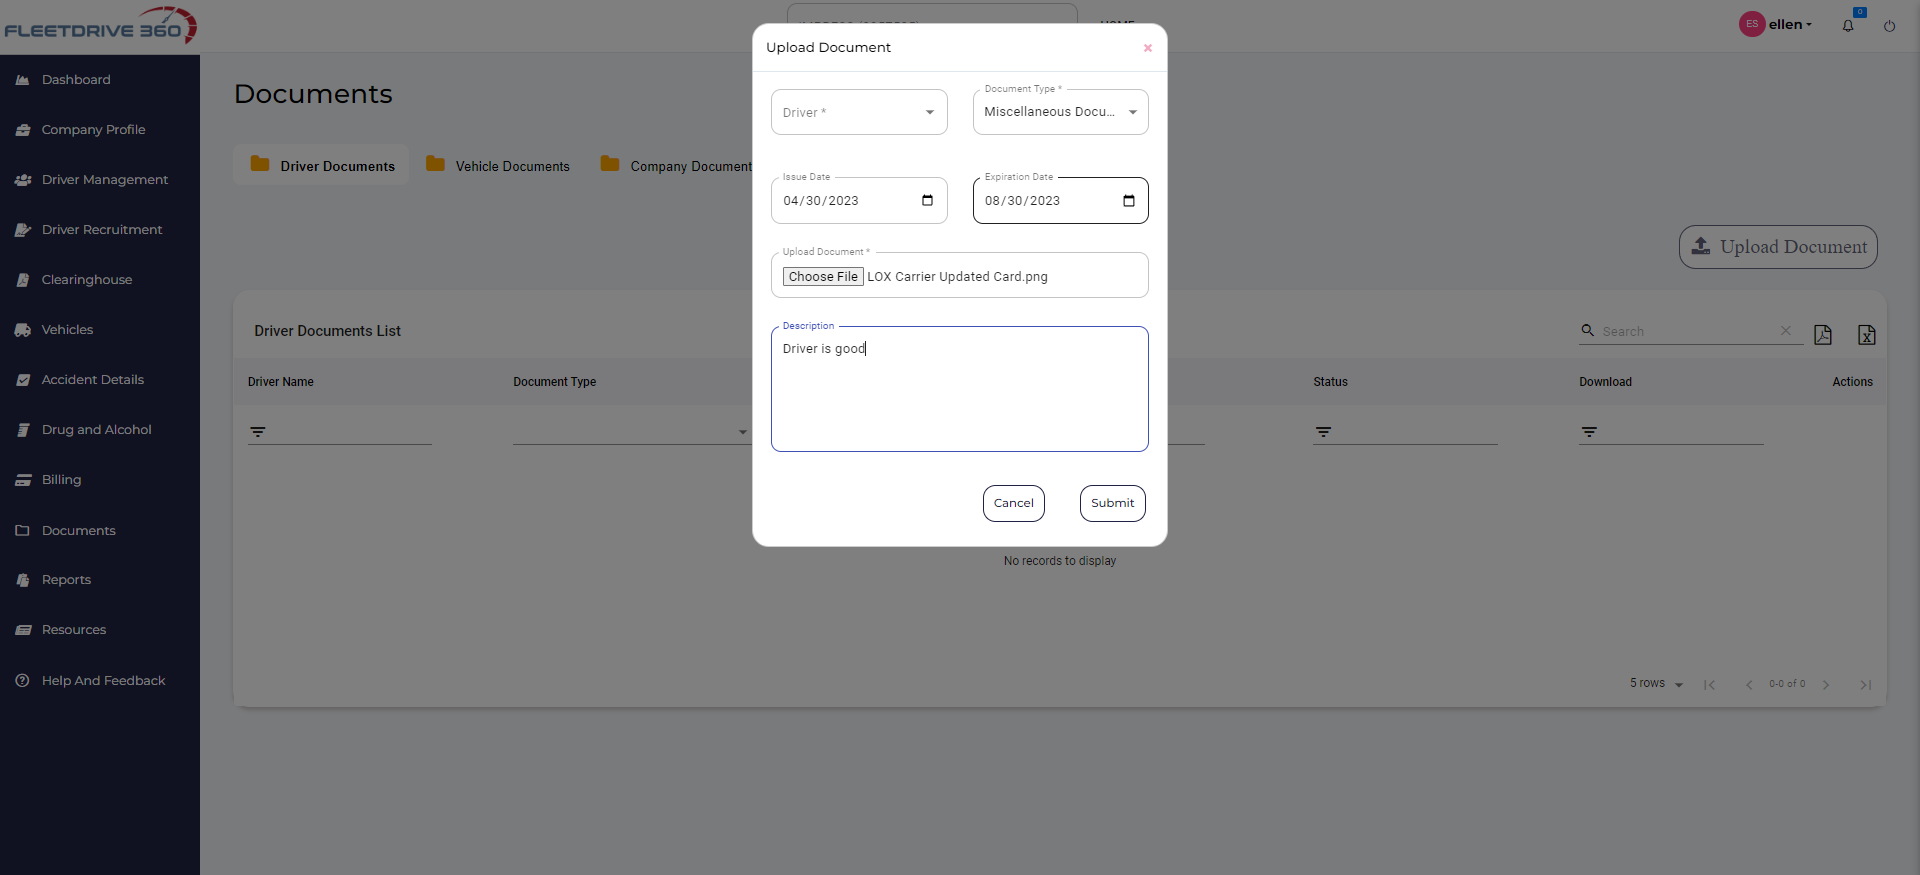 FLEETDRIVE 360
ES ellen
0
Dashboard
Company Profile
Driver Management
Driver Recruitment
Clearinghouse
Vehicles
Accident Details
Drug and Alcohol
Billing
Documents
Reports
Resources
Help And Feedback
Documents
Driver Documents
Vehicle Documents
Company Document
Upload Document
Driver Documents List
Search
Driver Name
Document Type
Status
Download
Actions
No records to display
5 rows
0-0 of 0
Upload Document
×
Driver *
Document Type *
Miscellaneous Docu...
Issue Date
04/30/2023
Expiration Date
08/30/2023
Upload Document *
Choose File LOX Carrier Updated Card.png
Description
Driver is good
Cancel
Submit